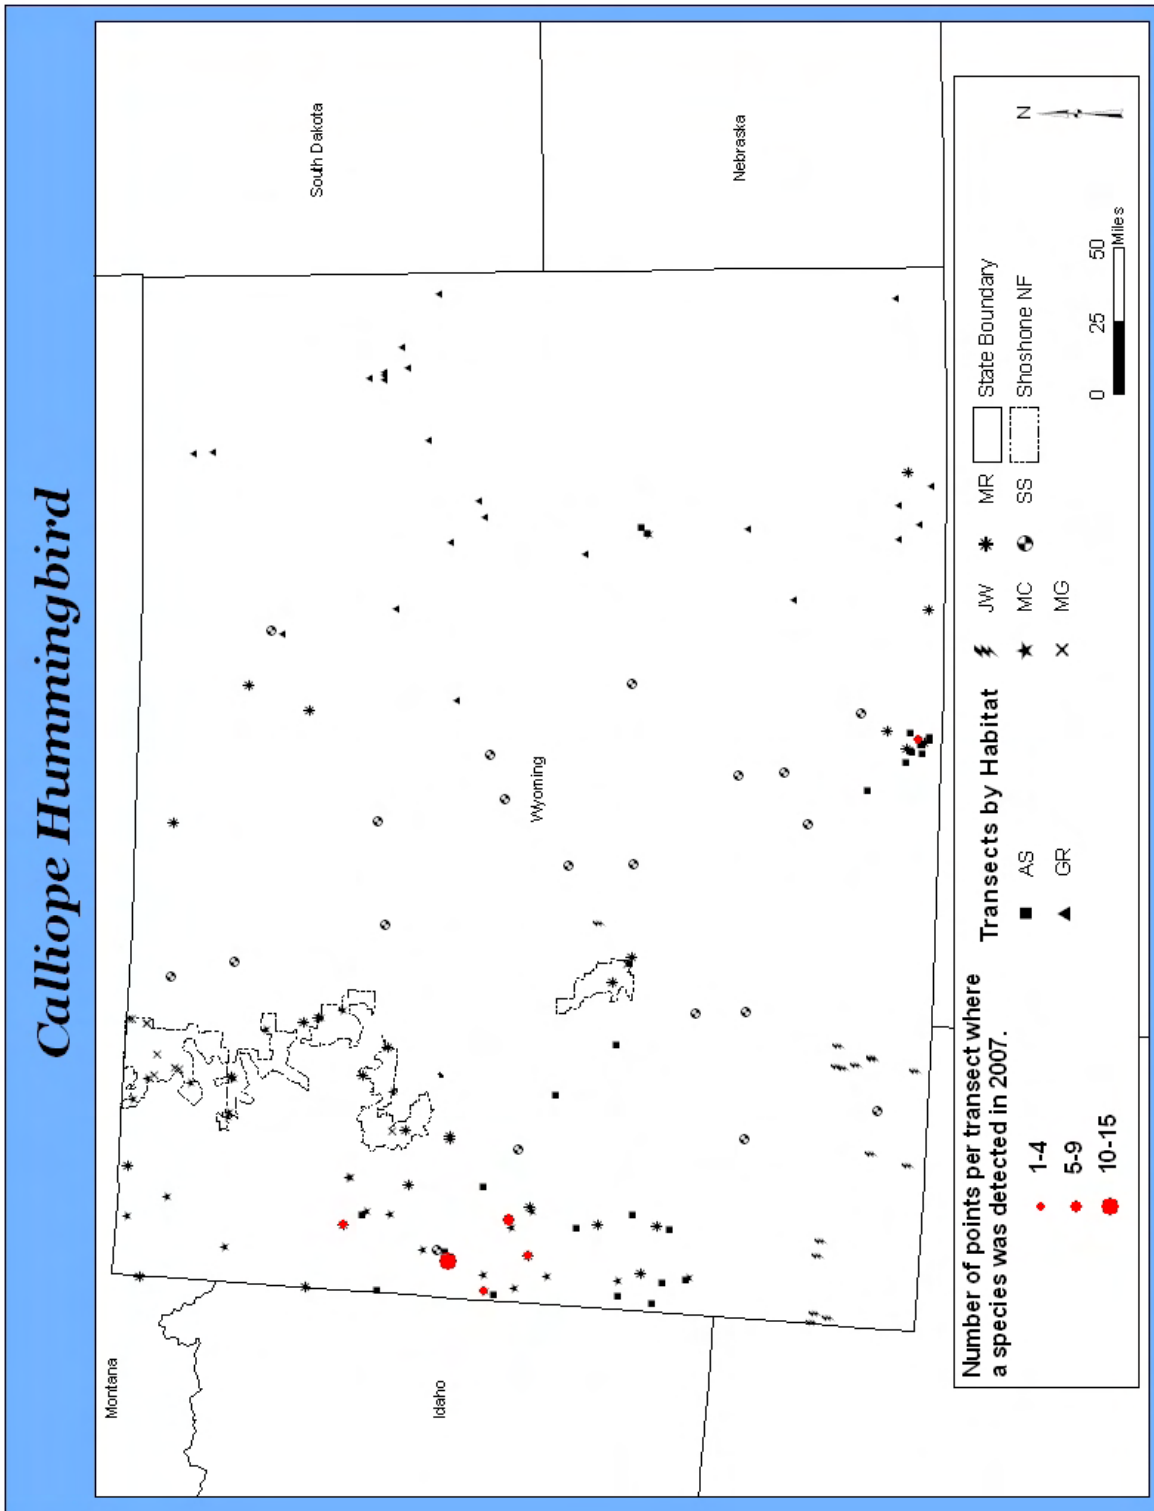 Calliope Hummingbird
Montana
South Dakota
Idaho
Wyoming
Nebraska
Number of points per transect where
a species was detected in 2007.
1-4
5-9
10-15
Transects by Habitat
AS
GR
JW
MC
MG
MR
SS
State Boundary
Shoshone NF
N
0 25 50
Miles